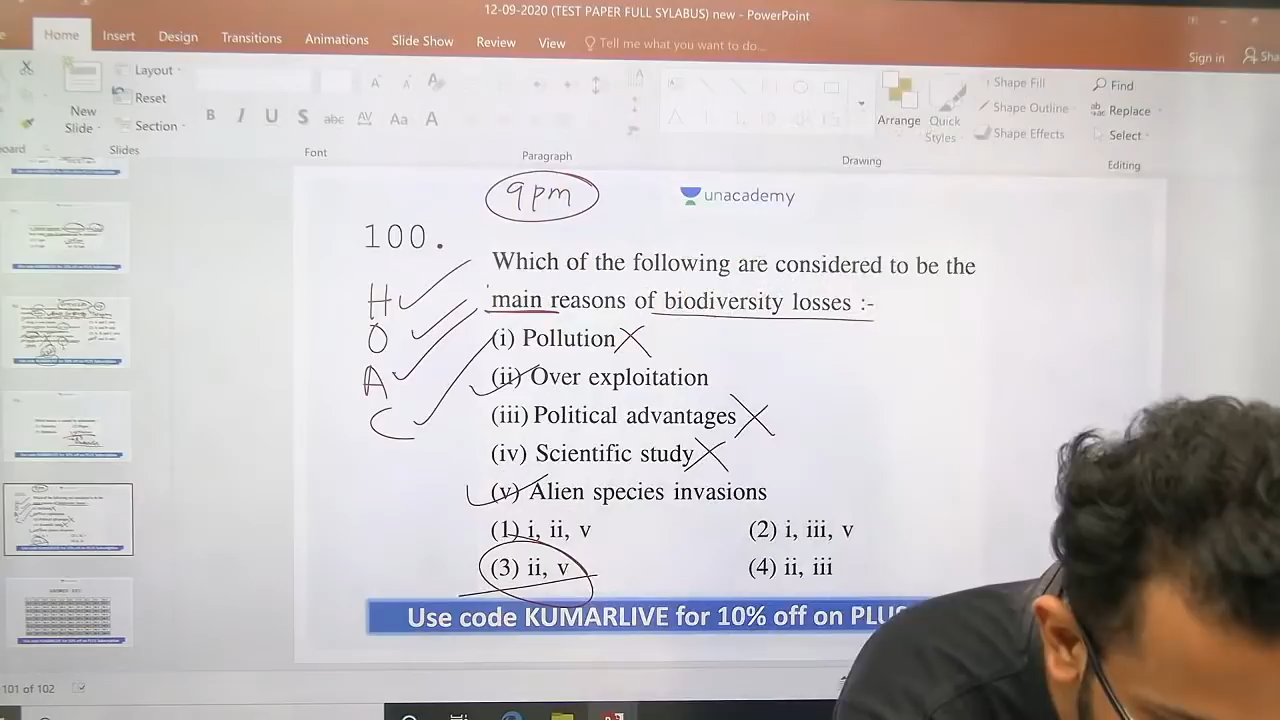 12-09-2020 (TEST PAPER FULL SYLABUS) new - PowerPoint
Home Insert Design Transitions Animations Slide Show Review View Tell me what you want to do...
Sign in
New Slide
Layout
Reset
Section
B I U S abc AV Aa A
Arrange
Quick Styles
Shape Fill
Shape Outline
Shape Effects
Find
Replace
Select
Slides Font Paragraph Drawing Editing
9pm
unacademy
100.
Which of the following are considered to be the
main reasons of biodiversity losses :-
(i) Pollution
(ii) Over exploitation
(iii) Political advantages
(iv) Scientific study
(v) Alien species invasions
(1) i, ii, v (2) i, iii, v
(3) ii, v (4) ii, iii
H
O
A
C
Use code KUMARLIVE for 10% off on
101 of 102